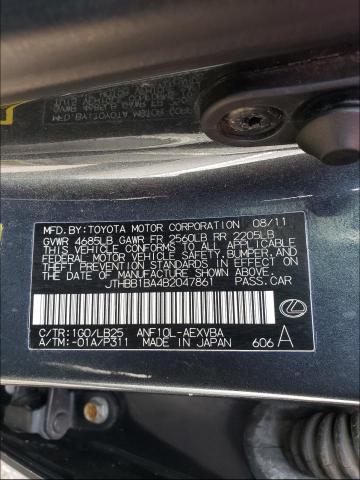 MFD.BY:TOYOTA MOTOR CORPORATION 08/11
GVWR 4685LB GAWR FR 2560LB RR 2205LB
THIS VEHICLE CONFORMS TO ALL APPLICABLE
FEDERAL MOTOR VEHICLE SAFETY, BUMPER, AND
THEFT PREVENTION STANDARDS IN EFFECT ON
THE DATE OF MANUFACTURE SHOWN ABOVE.
JTHBB1BA4B2047861 PASS.CAR
C/TR:1G0/LB25 ANF10L-AEXVBA
A/TM:-01A/P311 MADE IN JAPAN 606 A